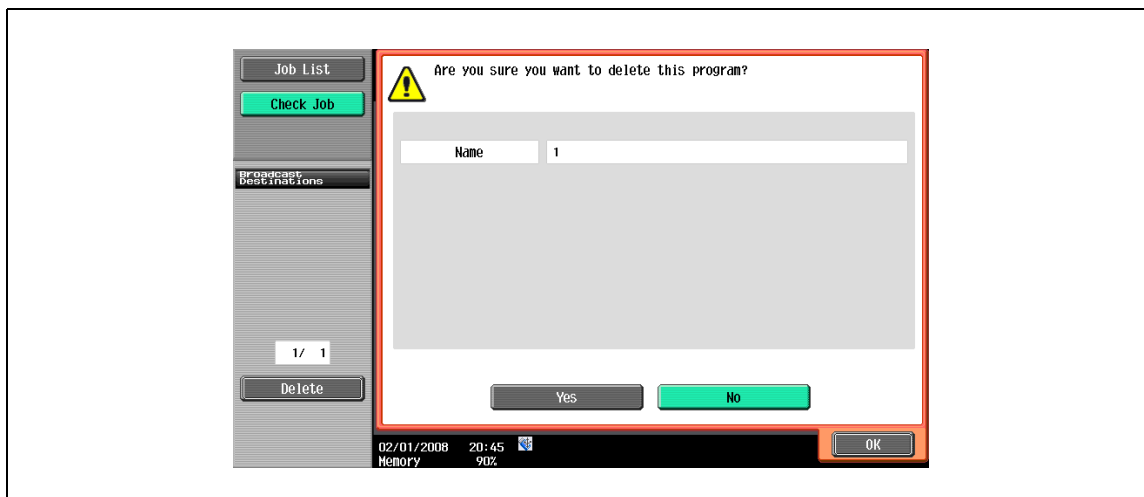 Job List
Check Job
Broadcast
Destinations
1/ 1
Delete
Are you sure you want to delete this program?
Name 1
Yes No
02/01/2008 20:45
Memory 90%
OK